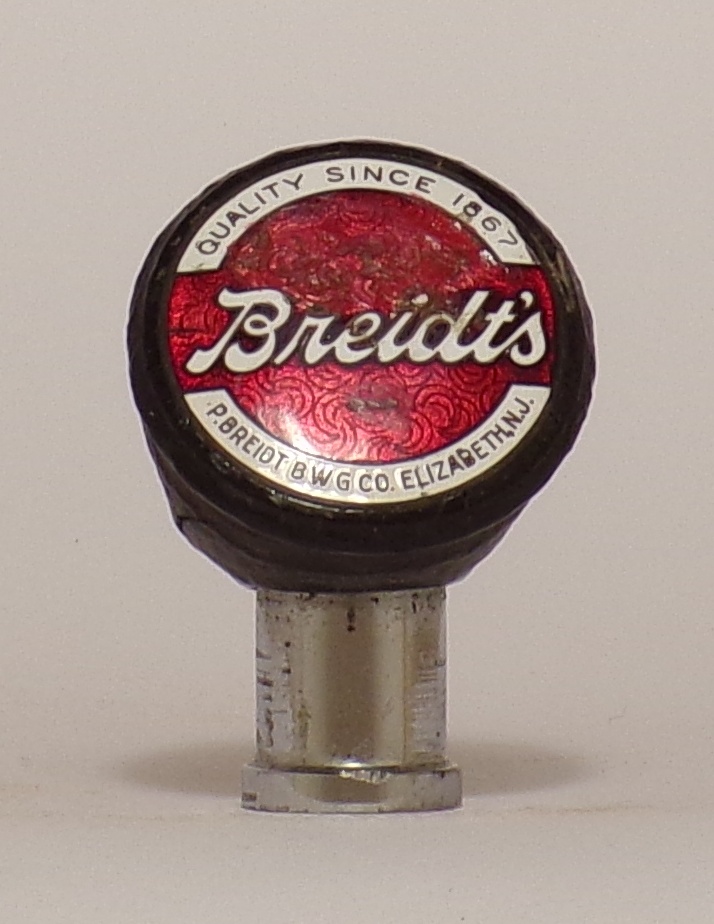 QUALITY SINCE 1867
Breidt's
P. BREIDT BWG CO. ELIZABETH, N.J.